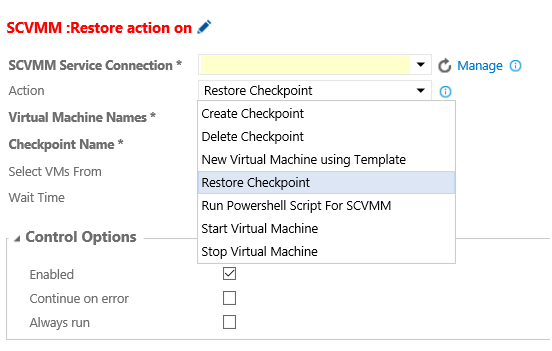 SCVMM :Restore action on
SCVMM Service Connection *
Manage
Action
Restore Checkpoint
Create Checkpoint
Virtual Machine Names *
Delete Checkpoint
Checkpoint Name *
New Virtual Machine using Template
Select VMs From
Restore Checkpoint
Wait Time
Run Powershell Script For SCVMM
Start Virtual Machine
Stop Virtual Machine
Control Options
Enabled
Continue on error
Always run